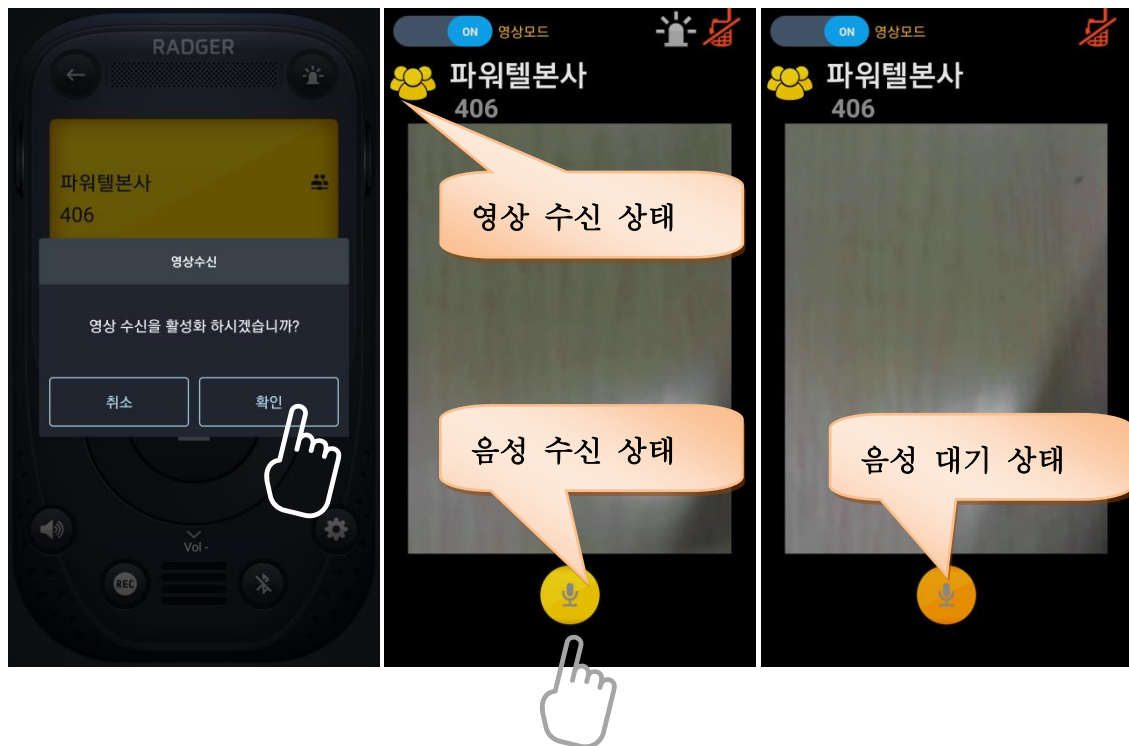 RADGER
파워텔본사
406
영상수신
영상 수신을 활성화 하시겠습니까?
취소
확인
Vol -
REC
ON 영상모드
파워텔본사
406
영상 수신 상태
음성 수신 상태
ON 영상모드
파워텔본사
406
음성 대기 상태